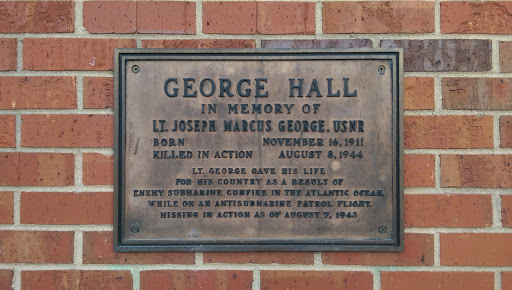 GEORGE HALL
IN MEMORY OF
LT. JOSEPH MARCUS GEORGE, USNR
BORN NOVEMBER 16, 1911
KILLED IN ACTION AUGUST 8, 1944
LT. GEORGE GAVE HIS LIFE
FOR HIS COUNTRY AS A RESULT OF
ENEMY SUBMARINE GUNFIRE IN THE ATLANTIC OCEAN,
WHILE ON AN ANTISUBMARINE PATROL FLIGHT.
MISSING IN ACTION AS OF AUGUST 7, 1943